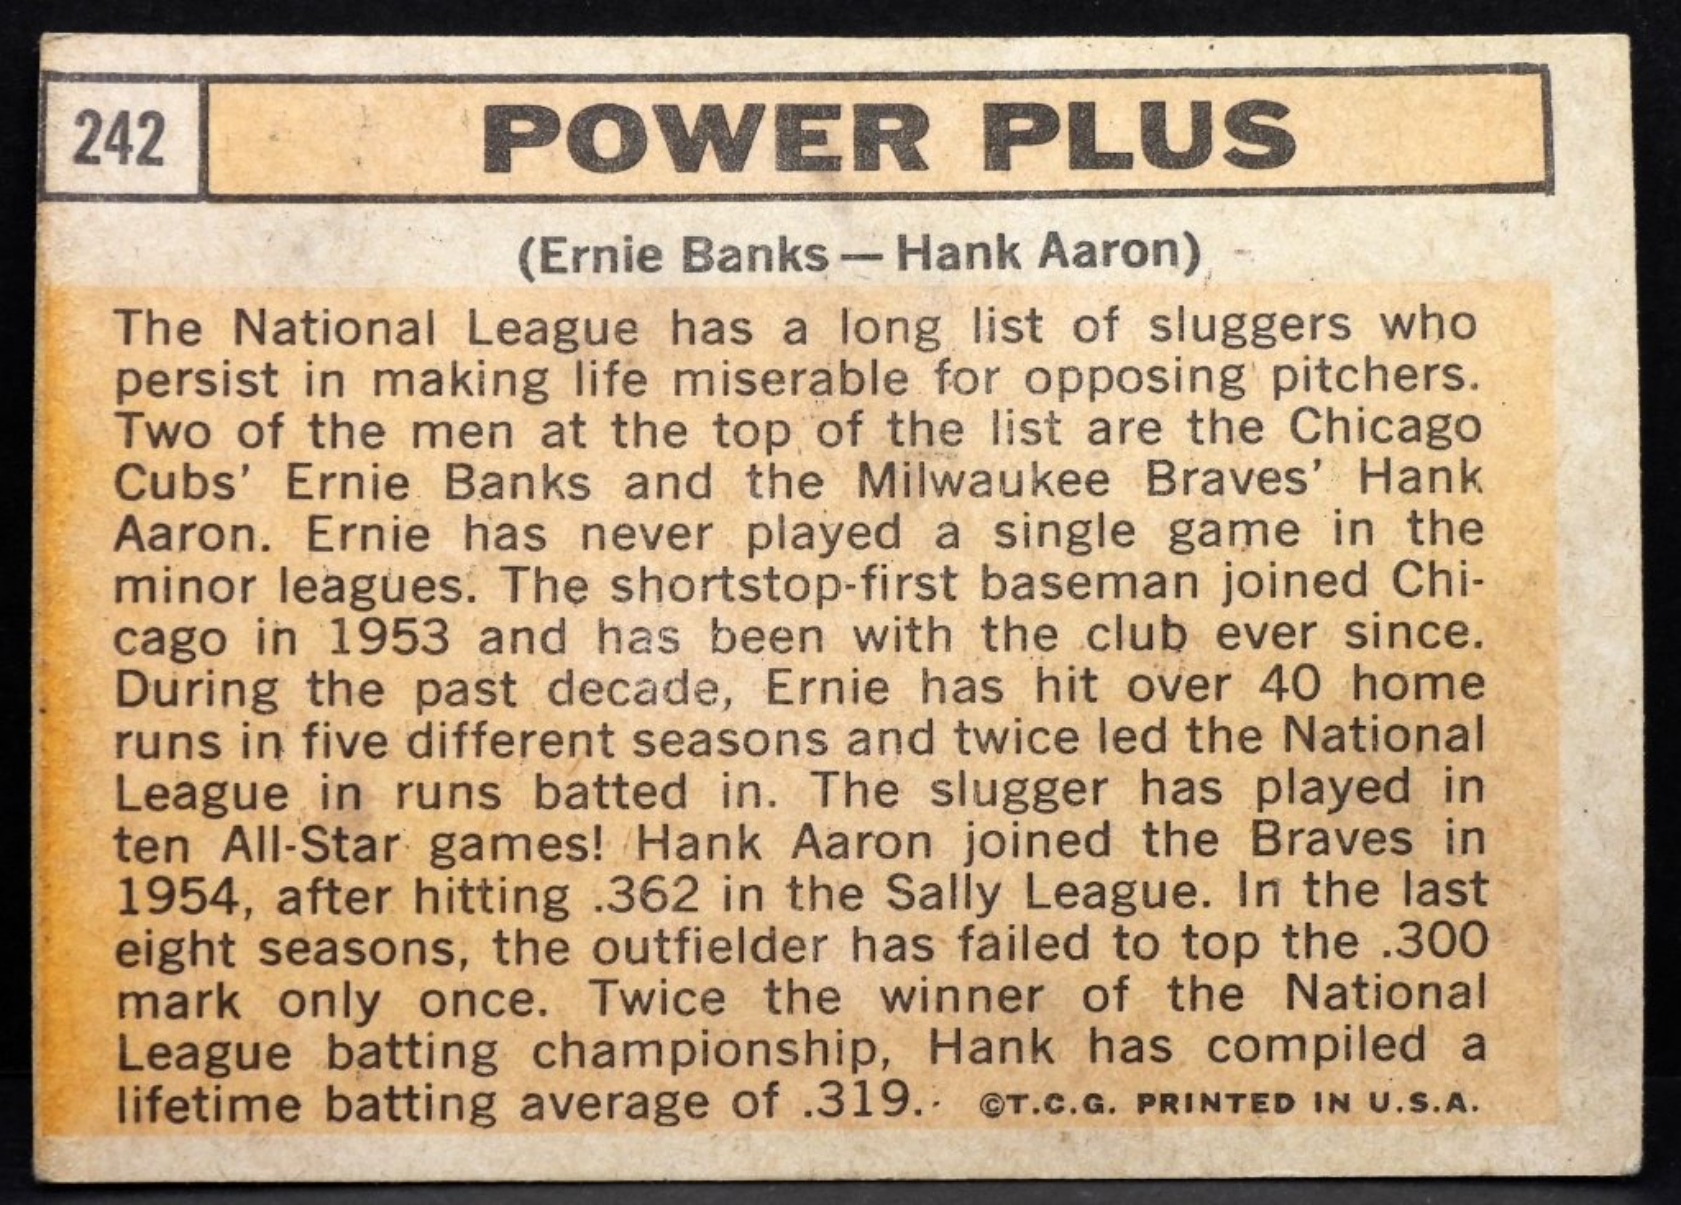 242
POWER PLUS
(Ernie Banks — Hank Aaron)
The National League has a long list of sluggers who
persist in making life miserable for opposing pitchers.
Two of the men at the top of the list are the Chicago
Cubs' Ernie Banks and the Milwaukee Braves' Hank
Aaron. Ernie has never played a single game in the
minor leagues. The shortstop-first baseman joined Chi-
cago in 1953 and has been with the club ever since.
During the past decade, Ernie has hit over 40 home
runs in five different seasons and twice led the National
League in runs batted in. The slugger has played in
ten All-Star games! Hank Aaron joined the Braves in
1954, after hitting .362 in the Sally League. In the last
eight seasons, the outfielder has failed to top the .300
mark only once. Twice the winner of the National
League batting championship, Hank has compiled a
lifetime batting average of .319. ©T.C.G. PRINTED IN U.S.A.